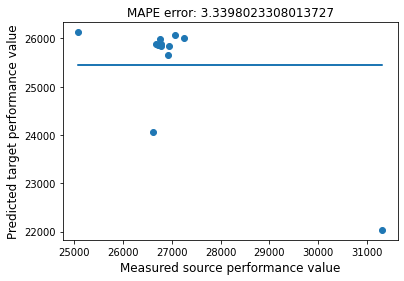 MAPE error: 3.3398023308013727
Predicted target performance value
26000
25000
24000
23000
22000
25000 26000 27000 28000 29000 30000 31000
Measured source performance value